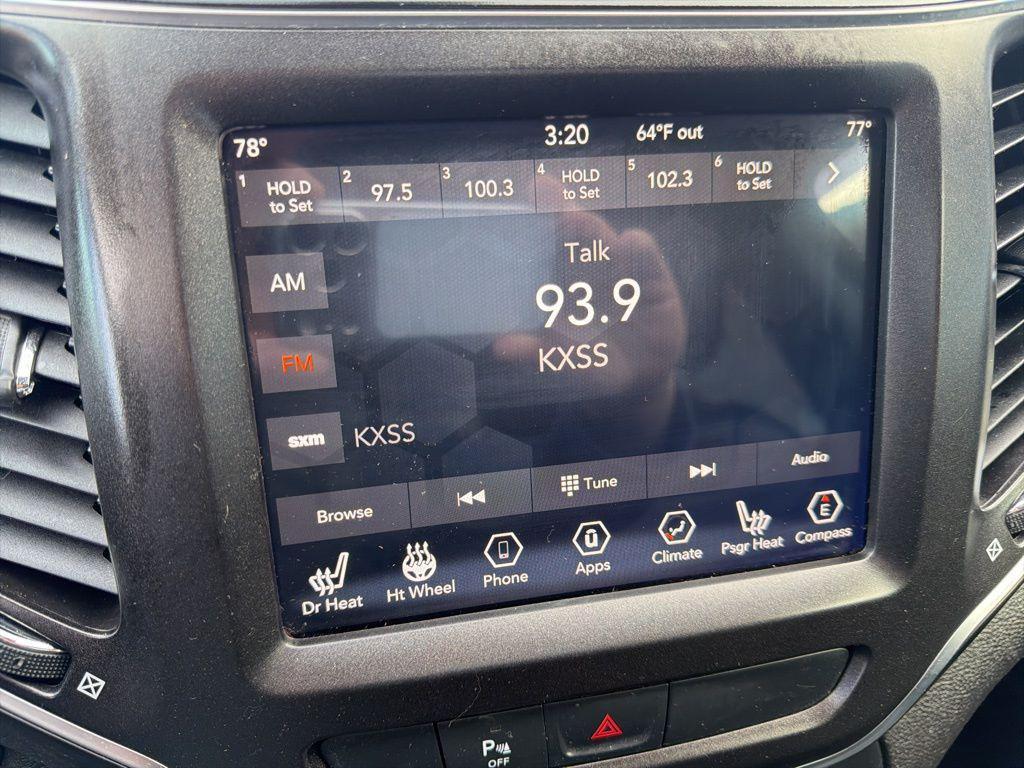 78° 3:20 64°F out 77°
1 HOLD to Set 2 97.5 3 100.3 4 HOLD to Set 5 102.3 6 HOLD to Set >
Talk
AM
93.9
KXSS
FM
sxm KXSS
Browse Tune Audio
Dr Heat Ht Wheel Phone Apps Climate Psgr Heat E Compass
P OFF